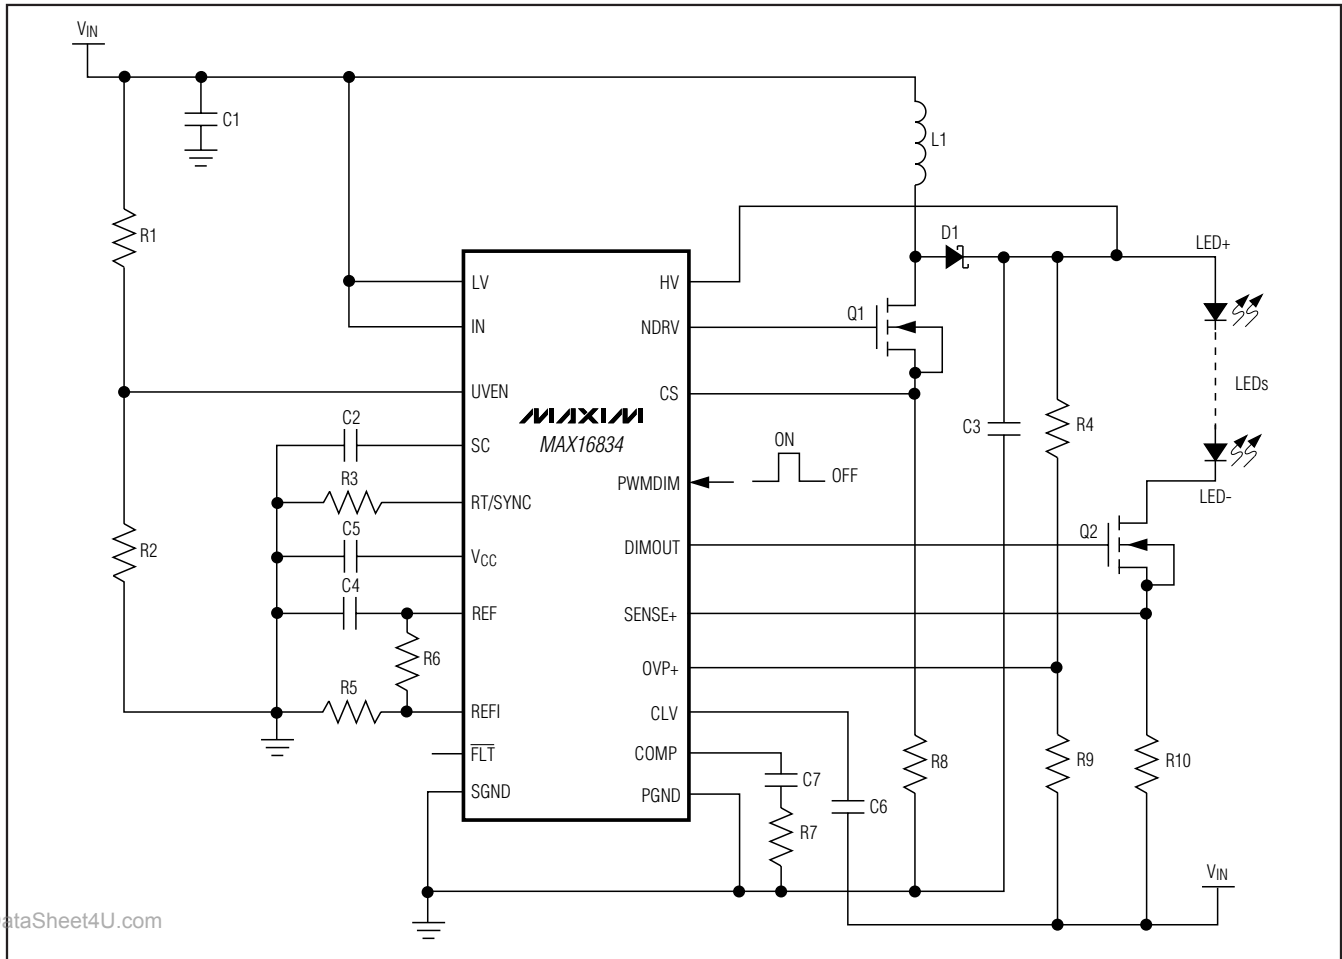 VIN
C1
L1
R1
D1
LED+
LV
HV
Q1
IN
NDRV
LEDs
UVEN
CS
MAXIM
MAX16834
C2
SC
C3
R4
ON
OFF
PWMDIM
R3
RT/SYNC
LED-
C5
VCC
DIMOUT
Q2
R2
C4
REF
SENSE+
R6
OVP+
R5
REFI
CLV
FLT
COMP
R8
R9
R10
C7
SGND
PGND
C6
R7
VIN
ataSheet4U.com